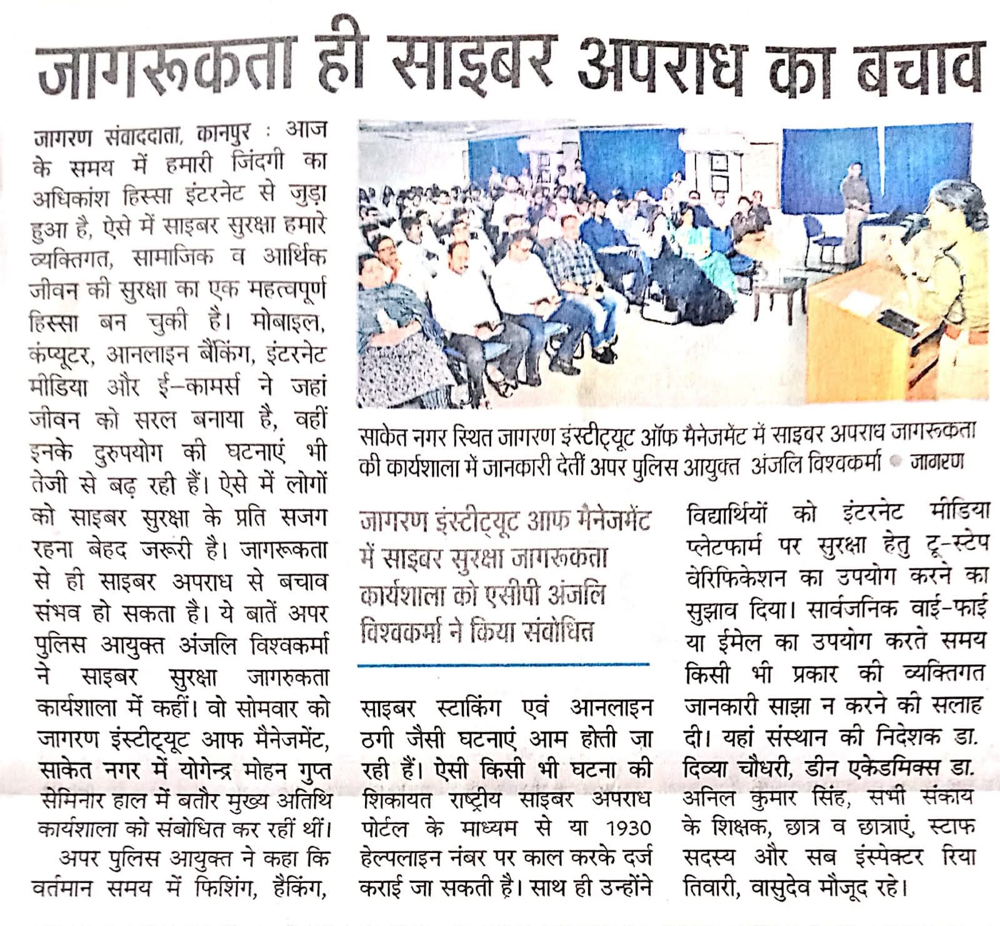 जागरूकता ही साइबर अपराध का बचाव
जागरण संवाददाता, कानपुर : आज
के समय में हमारी जिंदगी का
अधिकांश हिस्सा इंटरनेट से जुड़ा
हुआ है, ऐसे में साइबर सुरक्षा हमारे
व्यक्तिगत, सामाजिक व आर्थिक
जीवन की सुरक्षा का एक महत्वपूर्ण
हिस्सा बन चुकी है। मोबाइल,
कंप्यूटर, आनलाइन बैंकिंग, इंटरनेट
मीडिया और ई-कामर्स ने जहां
जीवन को सरल बनाया है, वहीं
इनके दुरुपयोग की घटनाएं भी
तेजी से बढ़ रही हैं। ऐसे में लोगों
को साइबर सुरक्षा के प्रति सजग
रहना बेहद जरूरी है। जागरूकता
से ही साइबर अपराध से बचाव
संभव हो सकता है। ये बातें अपर
पुलिस आयुक्त अंजलि विश्वकर्मा
ने साइबर सुरक्षा जागरुकता
कार्यशाला में कहीं। वो सोमवार को
जागरण इंस्टीट्यूट आफ मैनेजमेंट,
साकेत नगर में योगेन्द्र मोहन गुप्त
सेमिनार हाल में बतौर मुख्य अतिथि
कार्यशाला को संबोधित कर रहीं थीं।
अपर पुलिस आयुक्त ने कहा कि
वर्तमान समय में फिशिंग, हैकिंग,
साकेत नगर स्थित जागरण इंस्टीट्यूट ऑफ मैनेजमेंट में साइबर अपराध जागरूकता
की कार्यशाला में जानकारी देतीं अपर पुलिस आयुक्त अंजलि विश्वकर्मा ● जागरण
जागरण इंस्टीट्यूट आफ मैनेजमेंट
में साइबर सुरक्षा जागरूकता
कार्यशाला को एसीपी अंजलि
विश्वकर्मा ने किया संबोधित
साइबर स्टाकिंग एवं आनलाइन
ठगी जैसी घटनाएं आम होती जा
रही हैं। ऐसी किसी भी घटना की
शिकायत राष्ट्रीय साइबर अपराध
पोर्टल के माध्यम से या 1930
हेल्पलाइन नंबर पर काल करके दर्ज
कराई जा सकती है। साथ ही उन्होंने
विद्यार्थियों को इंटरनेट मीडिया
प्लेटफार्म पर सुरक्षा हेतु टू-स्टेप
वेरिफिकेशन का उपयोग करने का
सुझाव दिया। सार्वजनिक वाई-फाई
या ईमेल का उपयोग करते समय
किसी भी प्रकार की व्यक्तिगत
जानकारी साझा न करने की सलाह
दी। यहां संस्थान की निदेशक डा.
दिव्या चौधरी, डीन एकेडमिक्स डा.
अनिल कुमार सिंह, सभी संकाय
के शिक्षक, छात्र व छात्राएं, स्टाफ
सदस्य और सब इंस्पेक्टर रिया
तिवारी, वासुदेव मौजूद रहे।